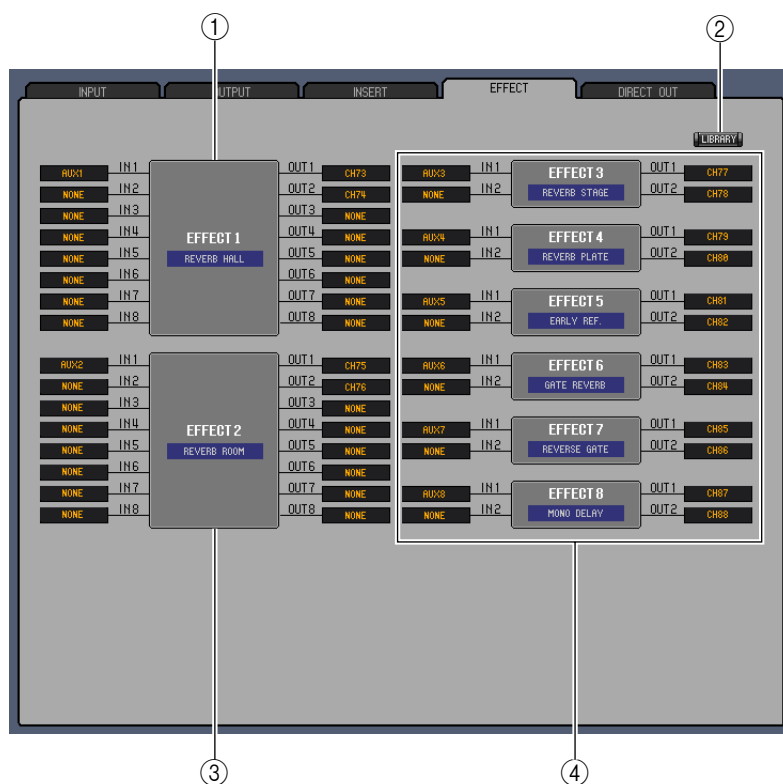 ① ②
INPUT OUTPUT INSERT EFFECT DIRECT OUT
LIBRARY
AUX1 IN1 OUT1 CH73
NONE IN2 OUT2 CH74
NONE IN3 OUT3 NONE
NONE IN4 OUT4 NONE
NONE IN5 OUT5 NONE
NONE IN6 OUT6 NONE
NONE IN7 OUT7 NONE
NONE IN8 OUT8 NONE
EFFECT 1
REVERB HALL
AUX2 IN1 OUT1 CH75
NONE IN2 OUT2 CH76
NONE IN3 OUT3 NONE
NONE IN4 OUT4 NONE
NONE IN5 OUT5 NONE
NONE IN6 OUT6 NONE
NONE IN7 OUT7 NONE
NONE IN8 OUT8 NONE
EFFECT 2
REVERB ROOM
AUX3 IN1 EFFECT 3 OUT1 CH77
NONE IN2 REVERB STAGE OUT2 CH78
AUX4 IN1 EFFECT 4 OUT1 CH79
NONE IN2 REVERB PLATE OUT2 CH80
AUX5 IN1 EFFECT 5 OUT1 CH81
NONE IN2 EARLY REF. OUT2 CH82
AUX6 IN1 EFFECT 6 OUT1 CH83
NONE IN2 GATE REVERB OUT2 CH84
AUX7 IN1 EFFECT 7 OUT1 CH85
NONE IN2 REVERSE GATE OUT2 CH86
AUX8 IN1 EFFECT 8 OUT1 CH87
NONE IN2 MONO DELAY OUT2 CH88
③ ④